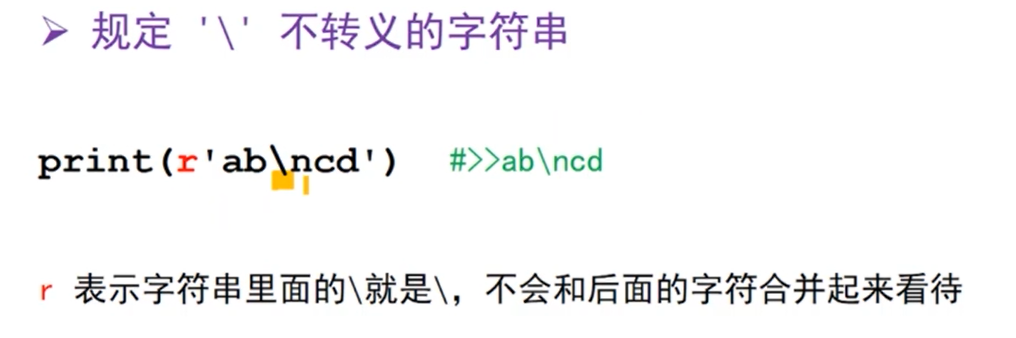 ➢ 规定 '\' 不转义的字符串
print(r'ab\ncd') #>>ab\ncd
r 表示字符串里面的\就是\，不会和后面的字符合并起来看待